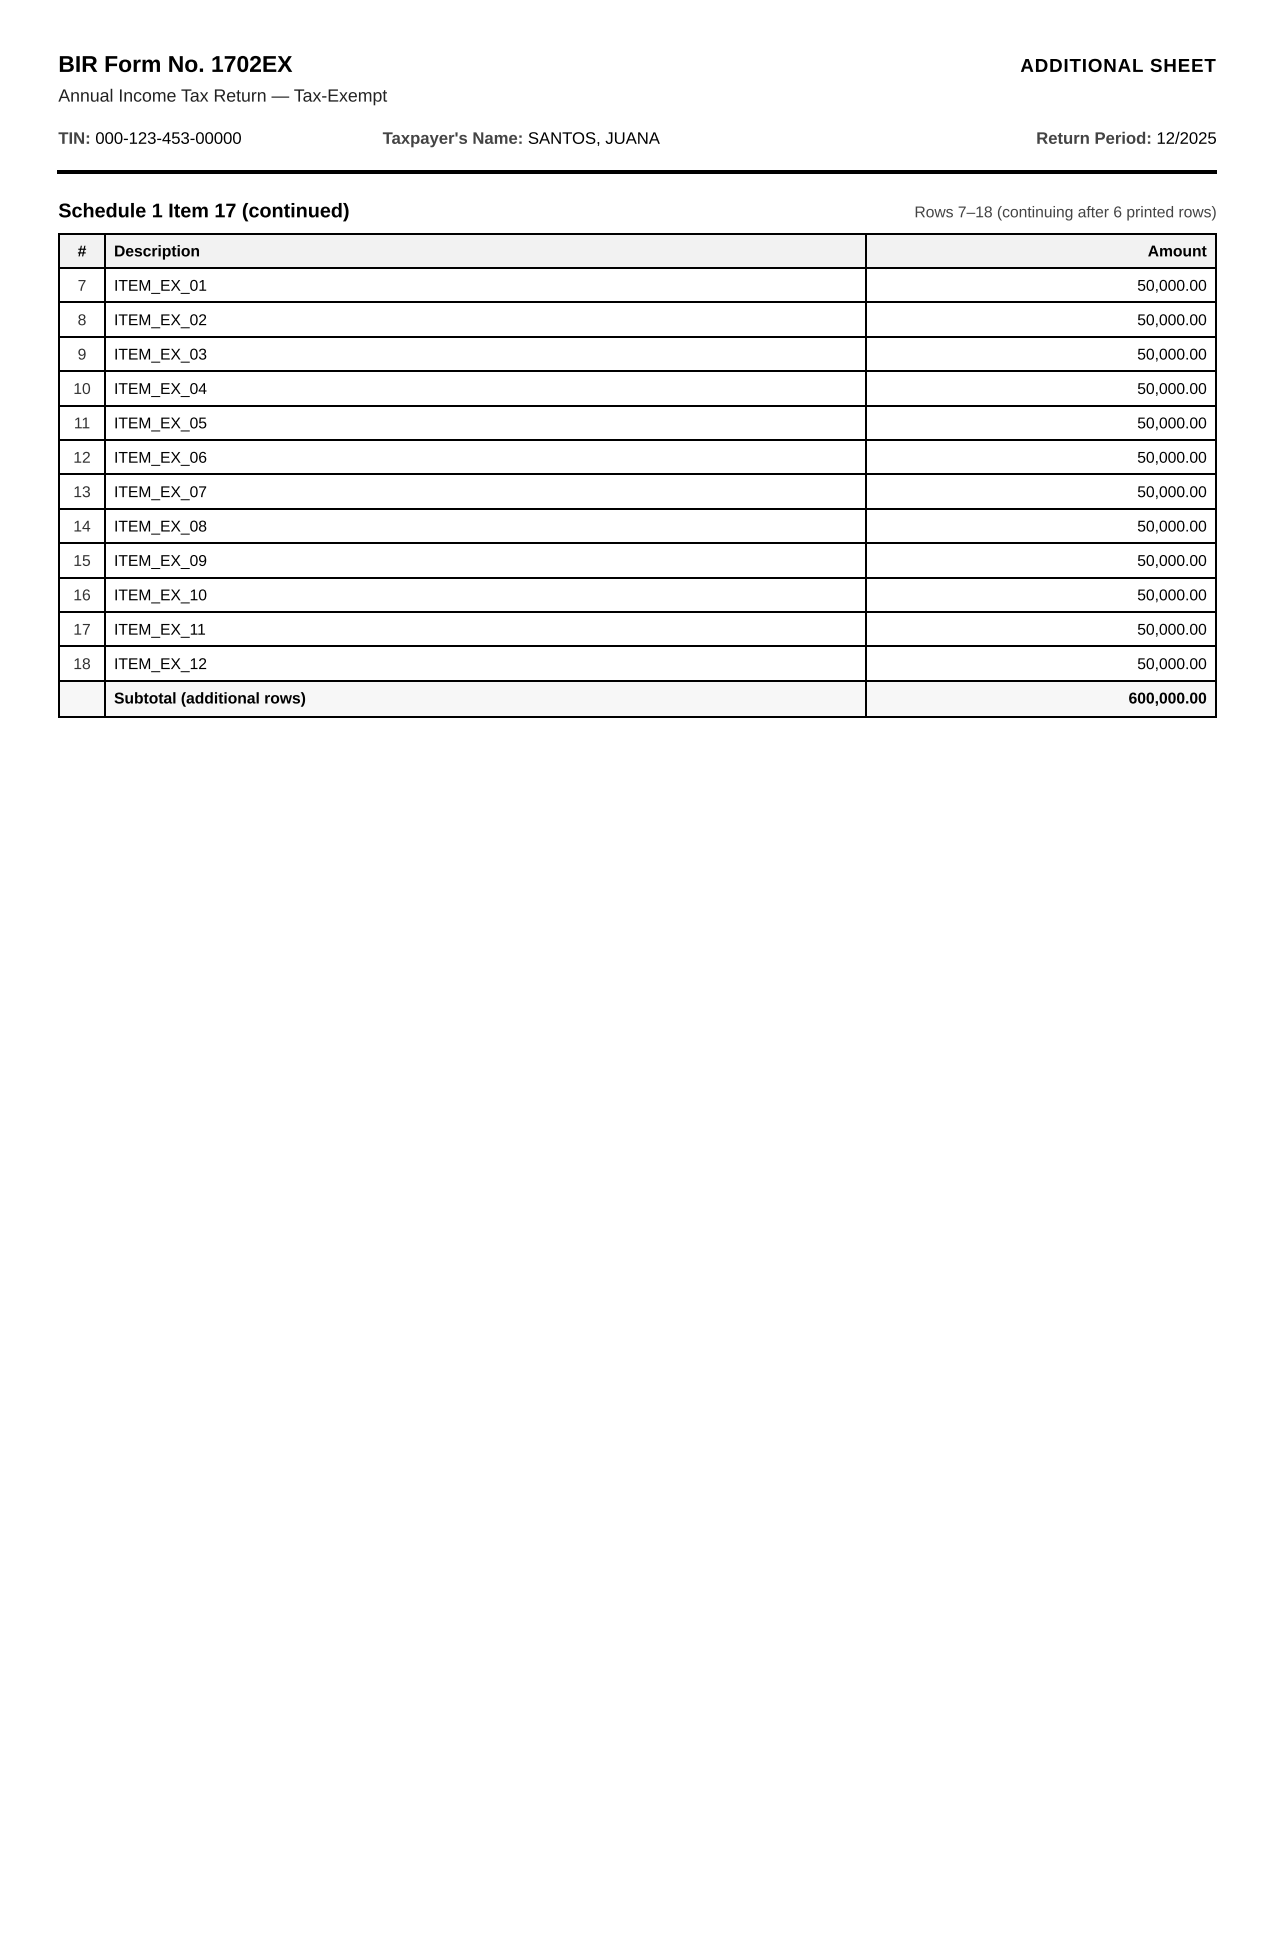 BIR Form No. 1702EX
ADDITIONAL SHEET
Annual Income Tax Return — Tax-Exempt
TIN: 000-123-453-00000 Taxpayer's Name: SANTOS, JUANA Return Period: 12/2025
Schedule 1 Item 17 (continued) Rows 7–18 (continuing after 6 printed rows)
# Description Amount
7 ITEM_EX_01 50,000.00
8 ITEM_EX_02 50,000.00
9 ITEM_EX_03 50,000.00
10 ITEM_EX_04 50,000.00
11 ITEM_EX_05 50,000.00
12 ITEM_EX_06 50,000.00
13 ITEM_EX_07 50,000.00
14 ITEM_EX_08 50,000.00
15 ITEM_EX_09 50,000.00
16 ITEM_EX_10 50,000.00
17 ITEM_EX_11 50,000.00
18 ITEM_EX_12 50,000.00
Subtotal (additional rows) 600,000.00